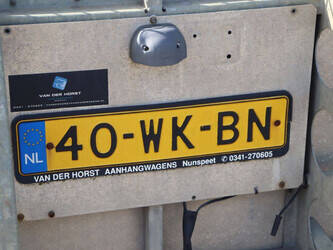 VAN DER HORST
NL
40-WK-BN
VAN DER HORST AANHANGWAGENS Nunspeet ✆ 0341-270605